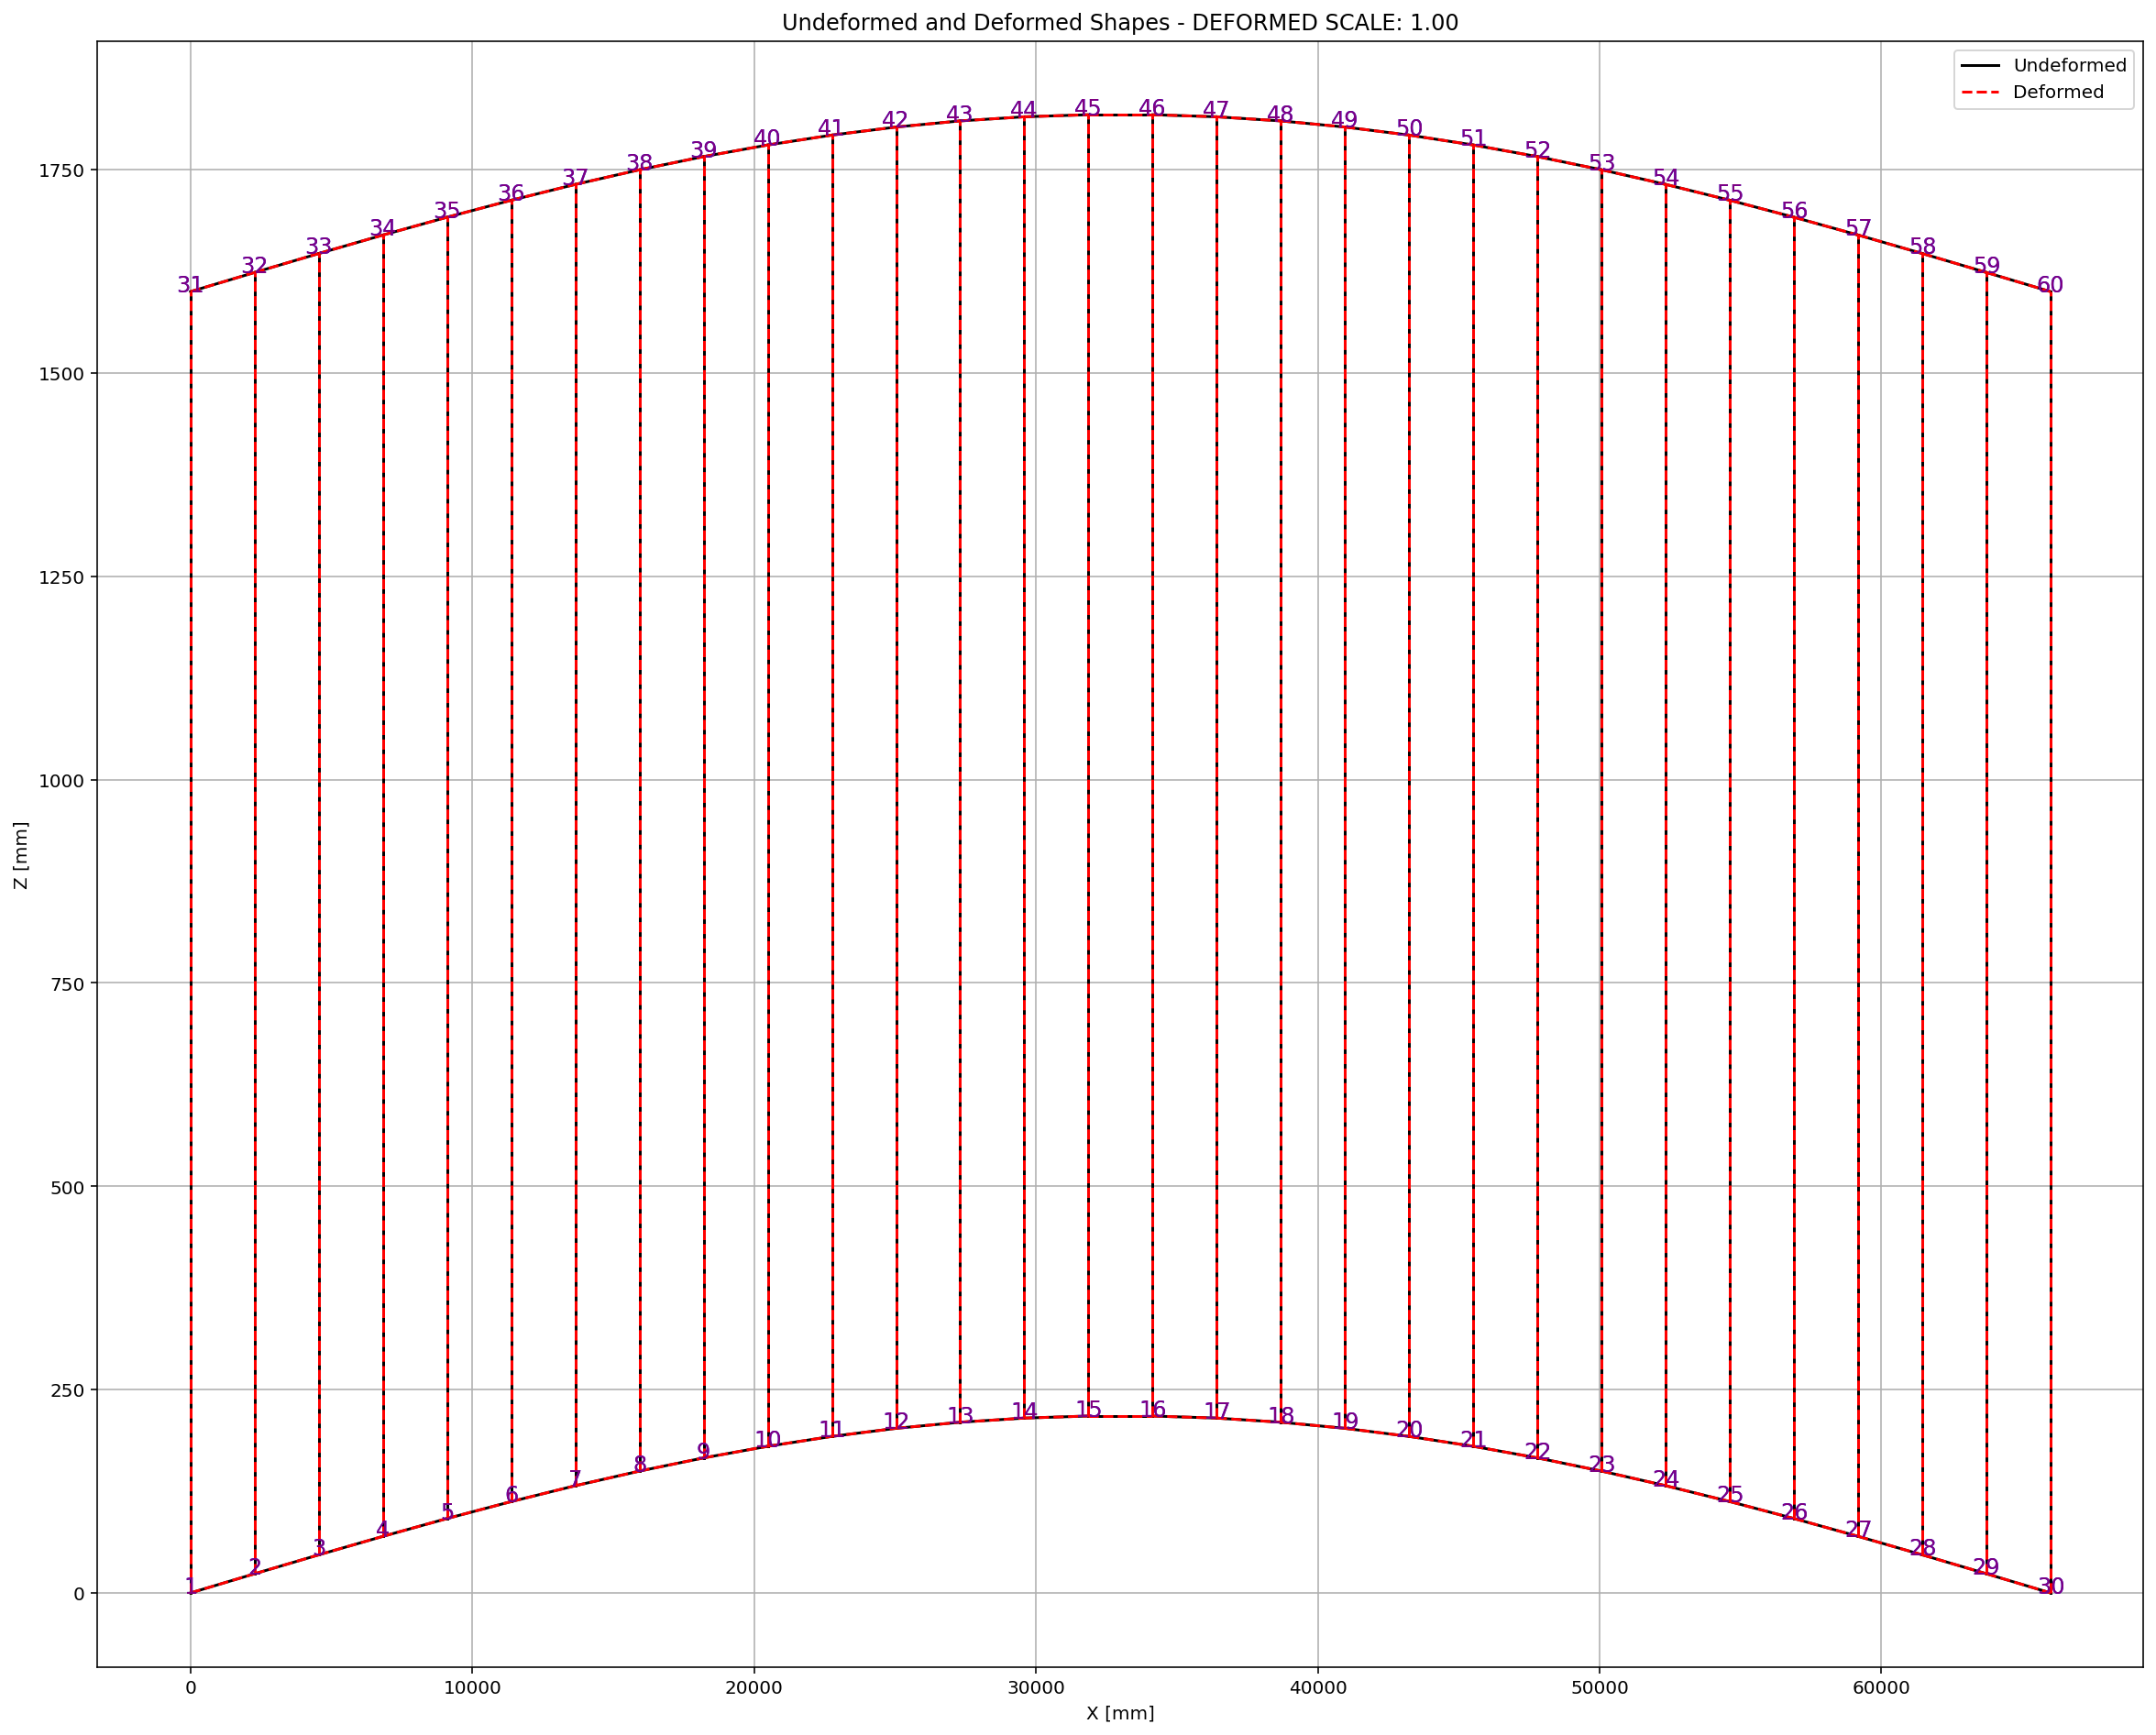 Undeformed and Deformed Shapes - DEFORMED SCALE: 1.00
Undeformed
Deformed
31 32 33 34 35 36 37 38 39 40 41 42 43 44 45 46 47 48 49 50 51 52 53 54 55 56 57 58 59 60
1750
1500
1250
1000
750
500
250
0
Z [mm]
1 2 3 4 5 6 7 8 9 10 11 12 13 14 15 16 17 18 19 20 21 22 23 24 25 26 27 28 29 30
0 10000 20000 30000 40000 50000 60000
X [mm]